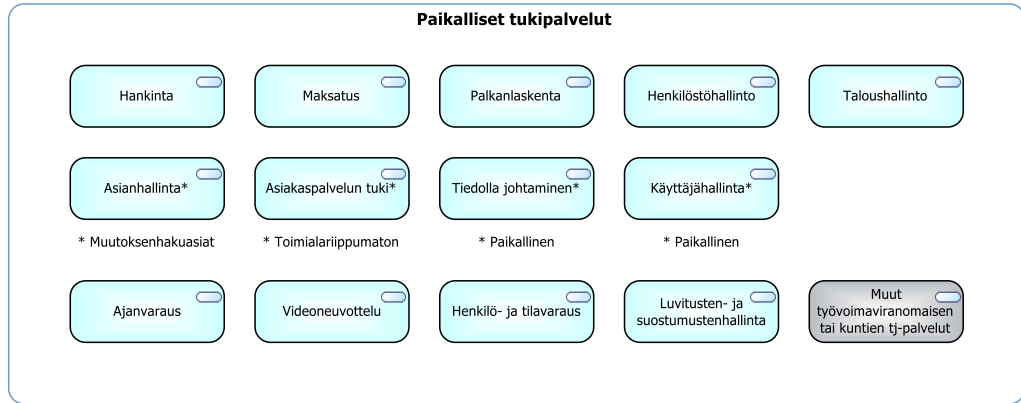 Paikalliset tukipalvelut
Hankinta
Maksatus
Palkanlaskenta
Henkilöstöhallinto
Taloushallinto
Asianhallinta*
Asiakaspalvelun tuki*
Tiedolla johtaminen*
Käyttäjähallinta*
* Muutoksenhakuasiat
* Toimialariippumaton
* Paikallinen
* Paikallinen
Ajanvaraus
Videoneuvottelu
Henkilö- ja tilavaraus
Luvitusten- ja
suostumustenhallinta
Muut
työvoimaviranomaisen
tai kuntien tj-palvelut